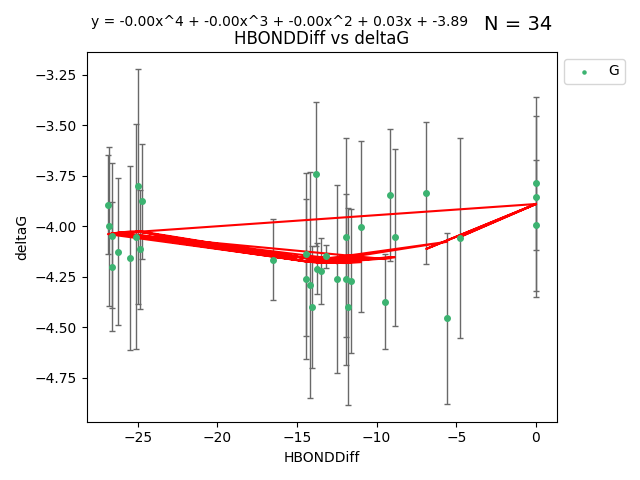 y = -0.00x^4 + -0.00x^3 + -0.00x^2 + 0.03x + -3.89 N = 34
HBONDDiff vs deltaG
G
−3.25
−3.50
−3.75
−4.00
−4.25
−4.50
−4.75
deltaG
−25 −20 −15 −10 −5 0
HBONDDiff